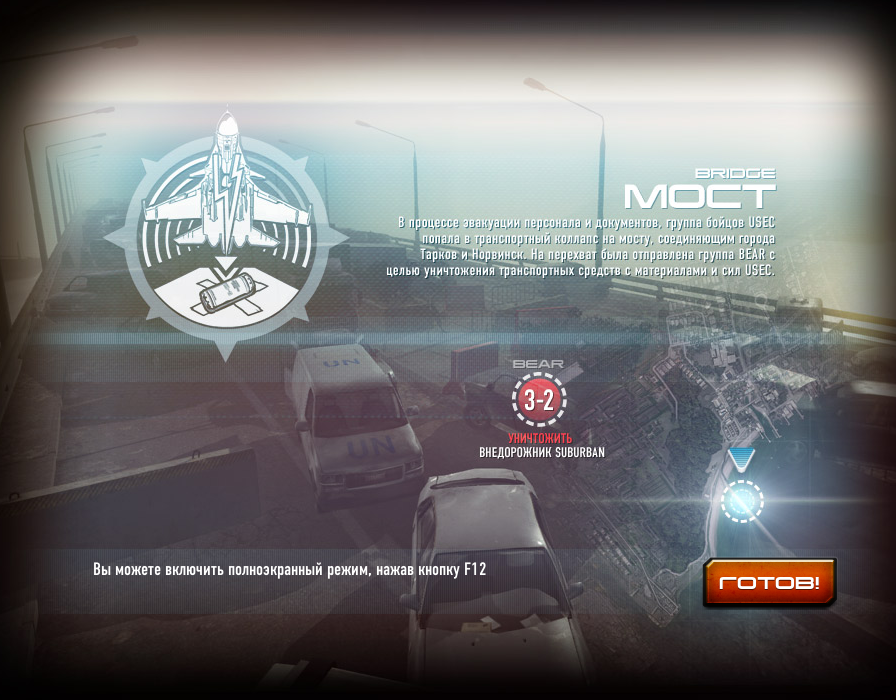 BRIDGE
МОСТ
В процессе эвакуации персонала и документов, группа бойцов USEC
попала в транспортный коллапс на мосту, соединяющим города
Тарков и Норвинск. На перехват была отправлена группа BEAR с
целью уничтожения транспортных средств с материалами и сил USEC.
UN
BEAR
3-2
УНИЧТОЖИТЬ
ВНЕДОРОЖНИК SUBURBAN
UN
Вы можете включить полноэкранный режим, нажав кнопку F12
ГОТОВ!